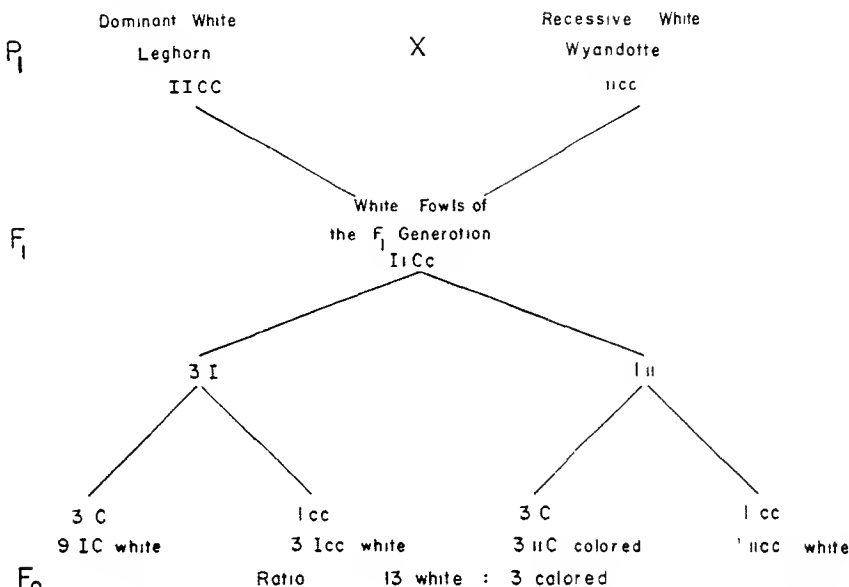 Dominant White Recessive White
P1 Leghorn X Wyandotte
IICC iicc
White Fowls of
the F1 Generation
F1
IiCc
3 I 1 ii
3 C 1 cc 3 C 1 cc
9 IC white 3 Icc white 3 iiC colored 1 iicc white
F2 Ratio 13 white : 3 colored